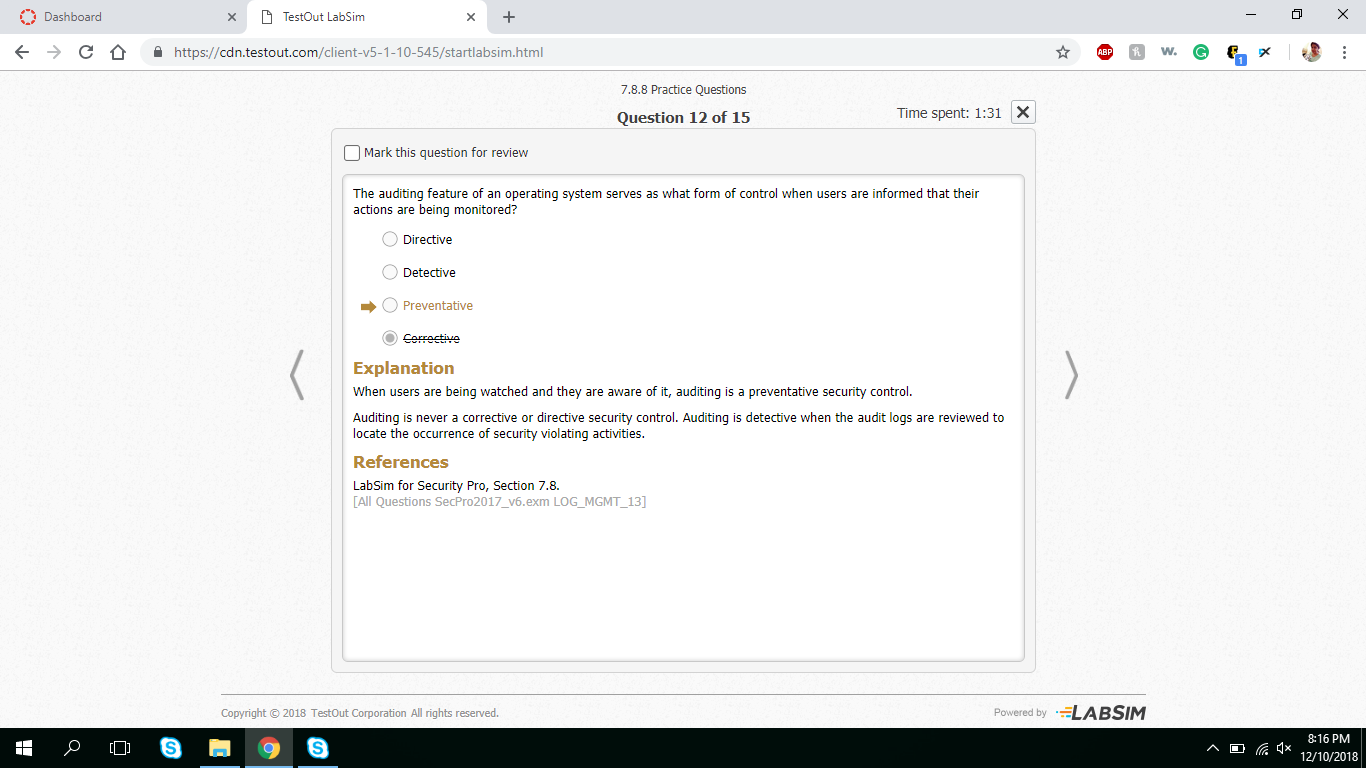 Dashboard
TestOut LabSim
https://cdn.testout.com/client-v5-1-10-545/startlabsim.html
ABP
w.
1
7.8.8 Practice Questions
Question 12 of 15
Time spent: 1:31
Mark this question for review
The auditing feature of an operating system serves as what form of control when users are informed that their
actions are being monitored?
Directive
Detective
Preventative
Corrective
Explanation
When users are being watched and they are aware of it, auditing is a preventative security control.
Auditing is never a corrective or directive security control. Auditing is detective when the audit logs are reviewed to
locate the occurrence of security violating activities.
References
LabSim for Security Pro, Section 7.8.
[All Questions SecPro2017_v6.exm LOG_MGMT_13]
Copyright © 2018 TestOut Corporation All rights reserved.
Powered by LABSIM
8:16 PM
12/10/2018